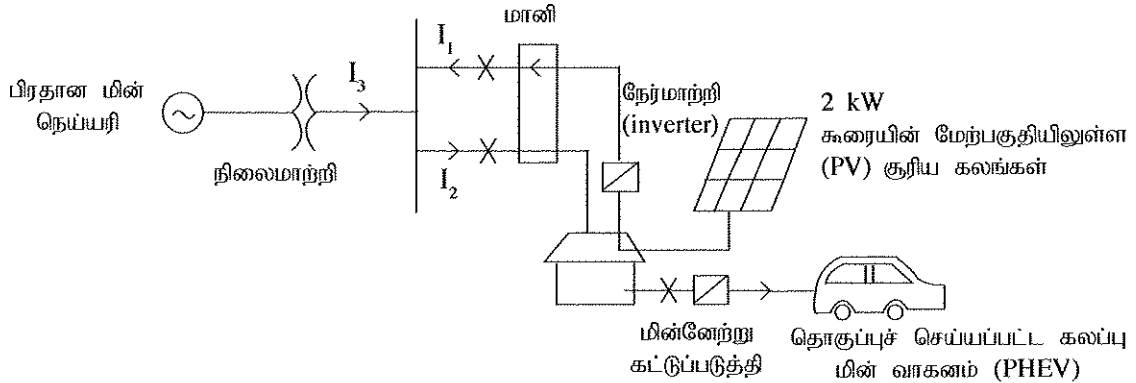 மானி
I₁
பிரதான மின்
நெய்யரி
I₃
நேர்மாற்றி
(inverter)
2 kW
கூரையின் மேற்பகுதியிலுள்ள
(PV) சூரிய கலங்கள்
நிலைமாற்றி
I₂
மின்னேற்று
கட்டுப்படுத்தி
தொகுப்புச் செய்யப்பட்ட கலப்பு
மின் வாகனம் (PHEV)